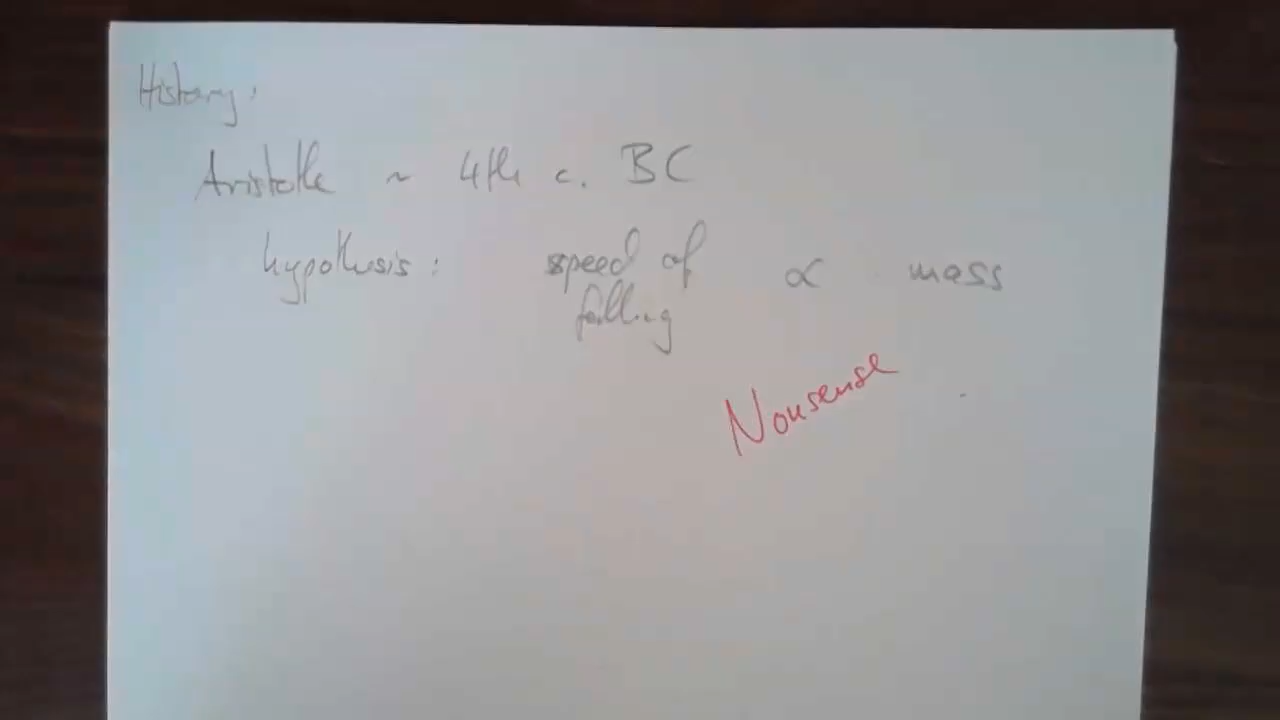 History:
Aristotle ~ 4th c. BC
hypothesis: speed of falling ∝ mass
Nonsense